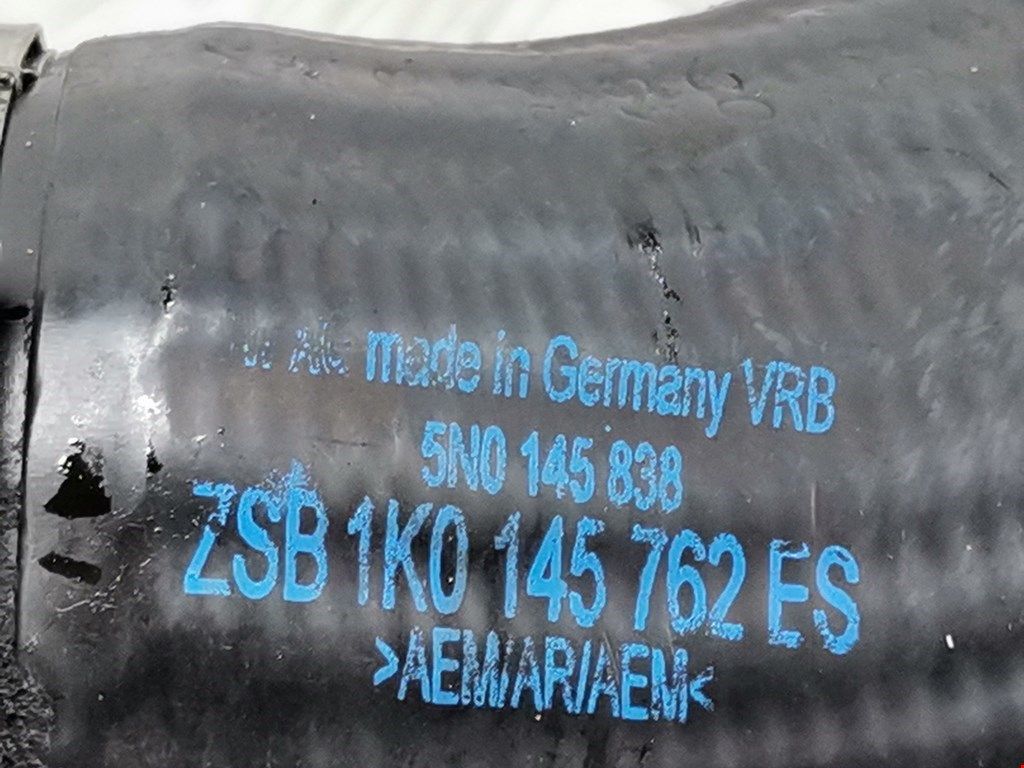 made in Germany VRB
5N0 145 838
ZSB 1K0 145 762 ES
>AEM/AR/AEM<